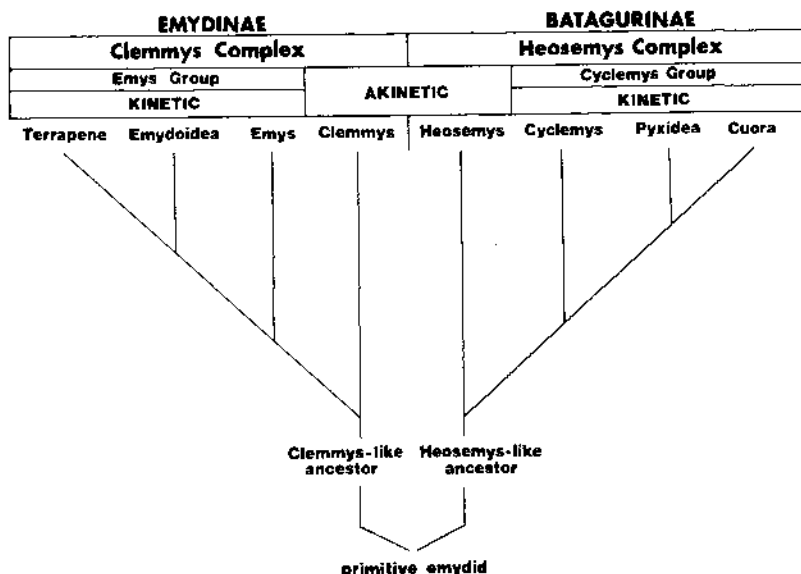 EMYDINAE BATAGURINAE
Clemmys Complex Heosemys Complex
Emys Group Cyclemys Group
AKINETIC
KINETIC KINETIC
Terrapene Emydoidea Emys Clemmys Heosemys Cyclemys Pyxidea Cuora
Clemmys-like Heosemys-like
ancestor ancestor
primitive emydid